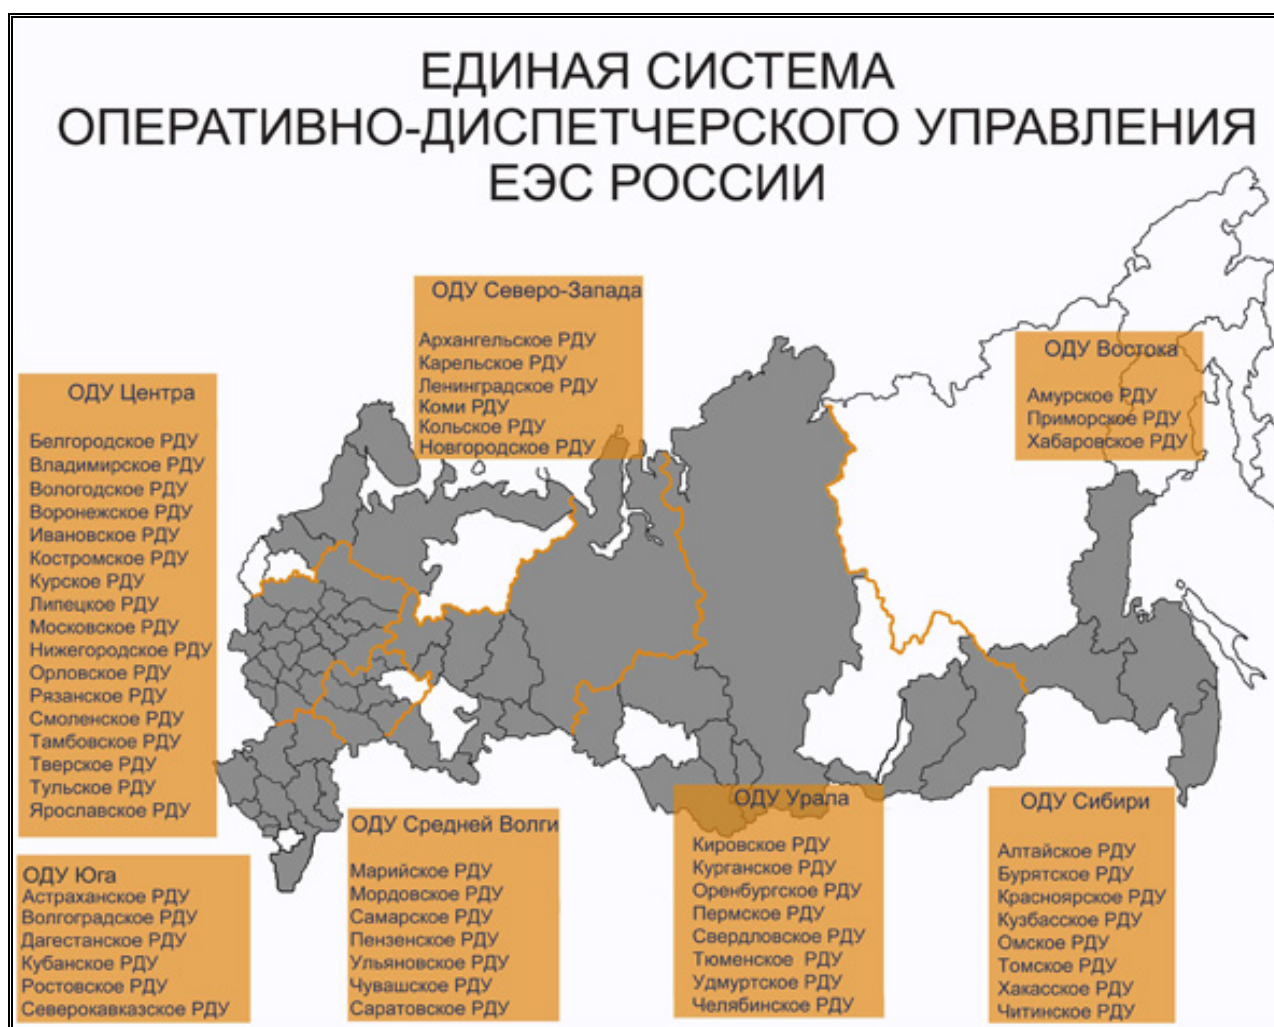 ЕДИНАЯ СИСТЕМА
ОПЕРАТИВНО-ДИСПЕТЧЕРСКОГО УПРАВЛЕНИЯ
ЕЭС РОССИИ
ОДУ Северо-Запада
Архангельское РДУ
Карельское РДУ
Ленинградское РДУ
Коми РДУ
Кольское РДУ
Новгородское РДУ
ОДУ Востока
Амурское РДУ
Приморское РДУ
Хабаровское РДУ
ОДУ Центра
Белгородское РДУ
Владимирское РДУ
Вологодское РДУ
Воронежское РДУ
Ивановское РДУ
Костромское РДУ
Курское РДУ
Липецкое РДУ
Московское РДУ
Нижегородское РДУ
Орловское РДУ
Рязанское РДУ
Смоленское РДУ
Тамбовское РДУ
Тверское РДУ
Тульское РДУ
Ярославское РДУ
ОДУ Юга
Астраханское РДУ
Волгоградское РДУ
Дагестанское РДУ
Кубанское РДУ
Ростовское РДУ
Северокавказское РДУ
ОДУ Средней Волги
Марийское РДУ
Мордовское РДУ
Самарское РДУ
Пензенское РДУ
Ульяновское РДУ
Чувашское РДУ
Саратовское РДУ
ОДУ Урала
Кировское РДУ
Курганское РДУ
Оренбургское РДУ
Пермское РДУ
Свердловское РДУ
Тюменское РДУ
Удмуртское РДУ
Челябинское РДУ
ОДУ Сибири
Алтайское РДУ
Бурятское РДУ
Красноярское РДУ
Кузбасское РДУ
Омское РДУ
Томское РДУ
Хакасское РДУ
Читинское РДУ